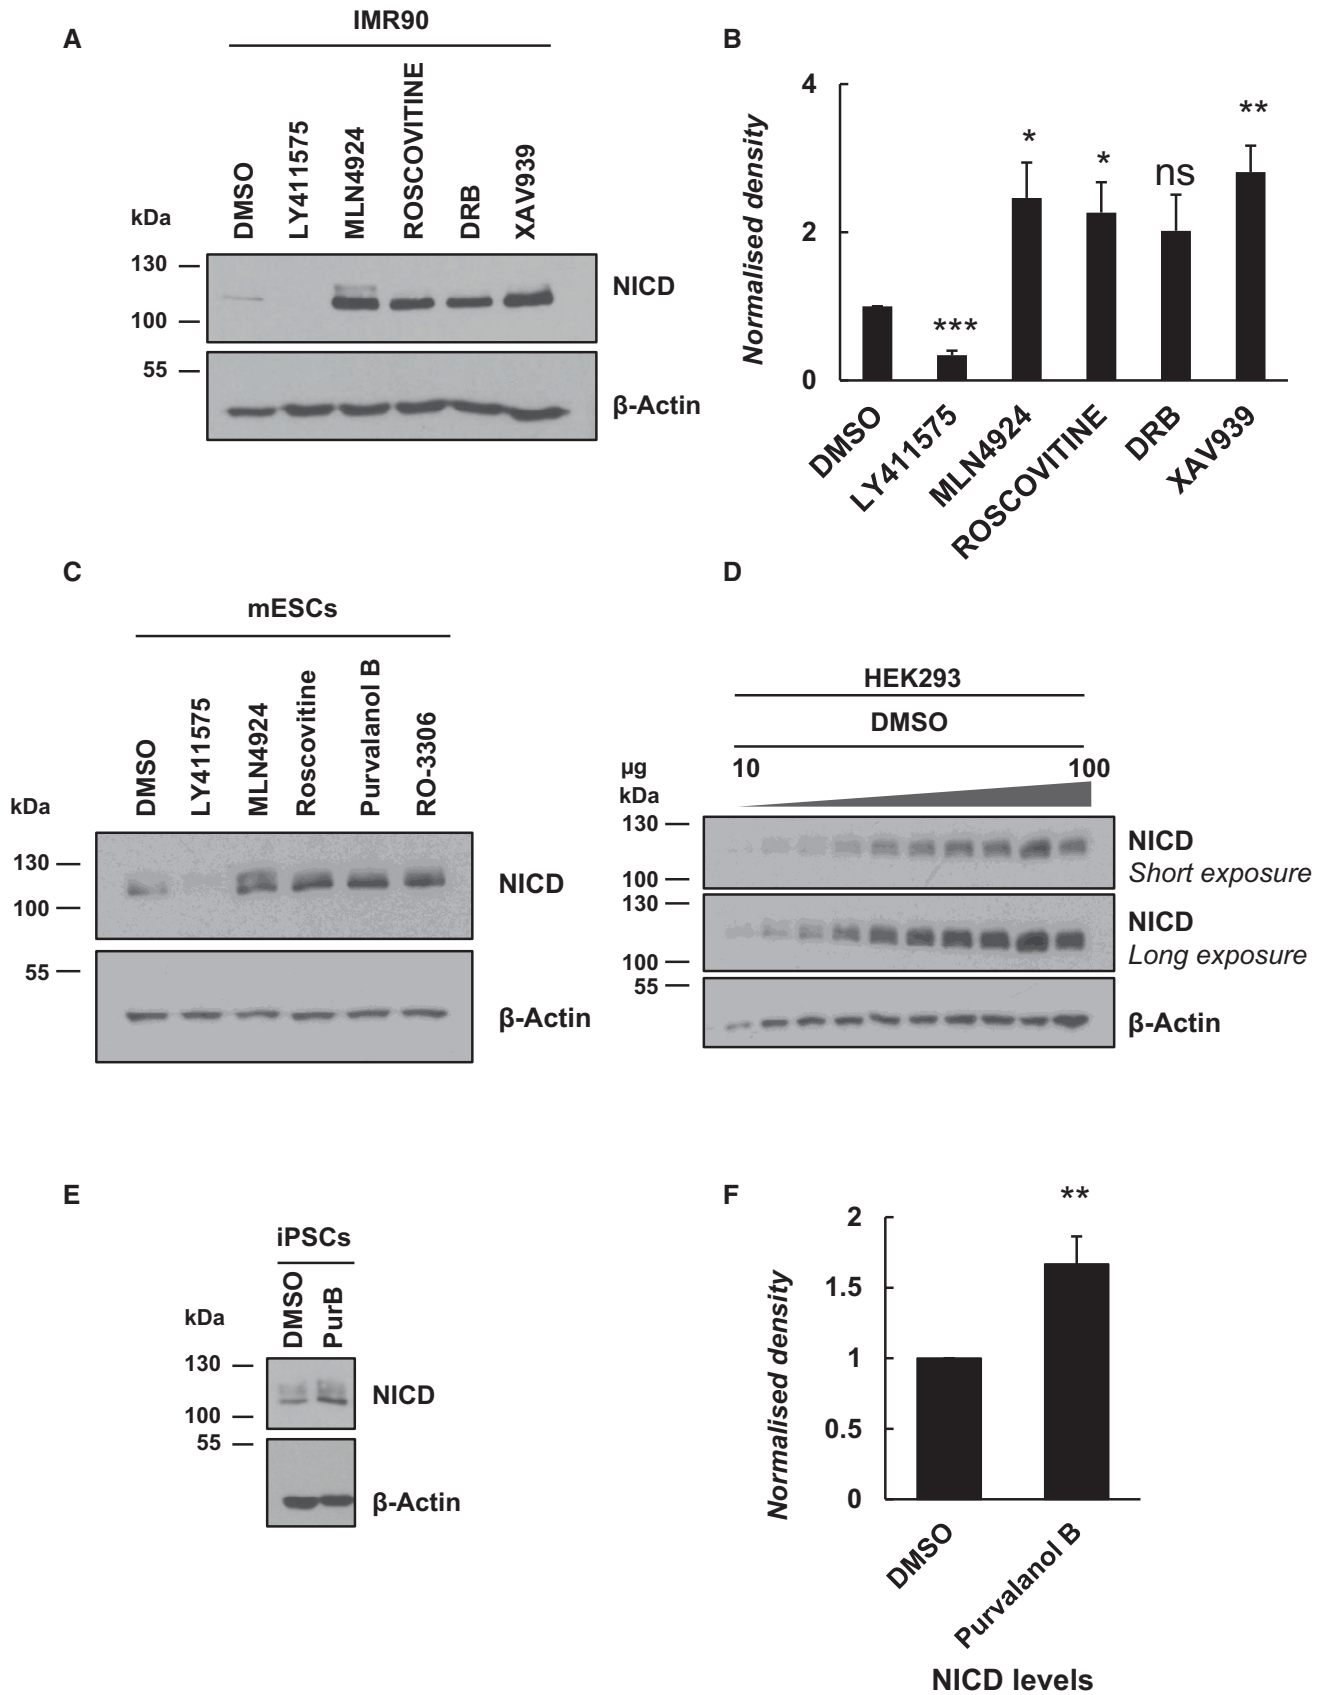 A
IMR90
DMSO
LY411575
MLN4924
ROSCOVITINE
DRB
XAV939
kDa
130
100
55
NICD
β-Actin
B
Normalised density
4
2
0
***
*
*
ns
**
DMSO
LY411575
MLN4924
ROSCOVITINE
DRB
XAV939
C
mESCs
DMSO
LY411575
MLN4924
Roscovitine
Purvalanol B
RO-3306
kDa
130
100
55
NICD
β-Actin
D
HEK293
DMSO
µg 10 100
kDa
130
100
130
100
55
NICD
Short exposure
NICD
Long exposure
β-Actin
E
iPSCs
DMSO
PurB
kDa
130
100
55
NICD
β-Actin
F
Normalised density
2
1.5
1
0.5
0
**
DMSO
Purvalanol B
NICD levels